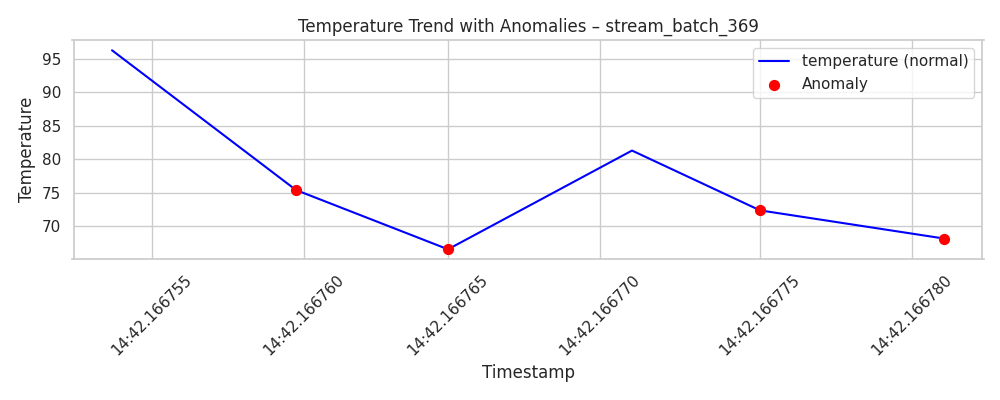 Temperature Trend with Anomalies – stream_batch_369
temperature (normal)
Anomaly
Temperature
95
90
85
80
75
70
14:42.166755
14:42.166760
14:42.166765
14:42.166770
14:42.166775
14:42.166780
Timestamp